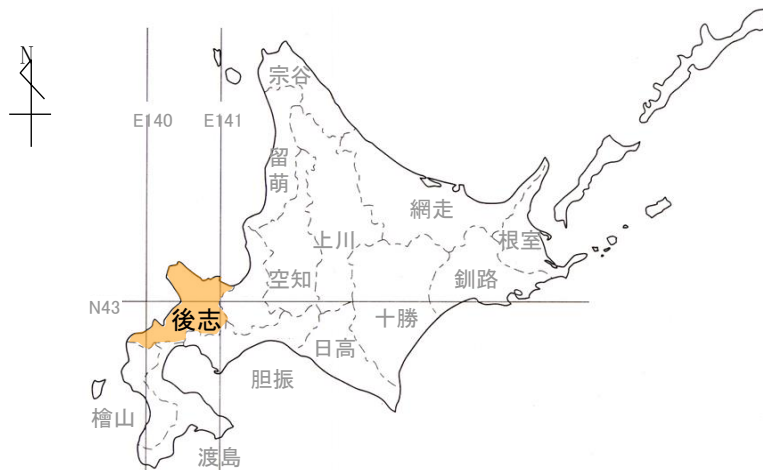 N
宗谷
E140
E141
留
萌
網走
上川
根室
空知
釧路
N43
後志
十勝
日高
胆振
檜山
渡島